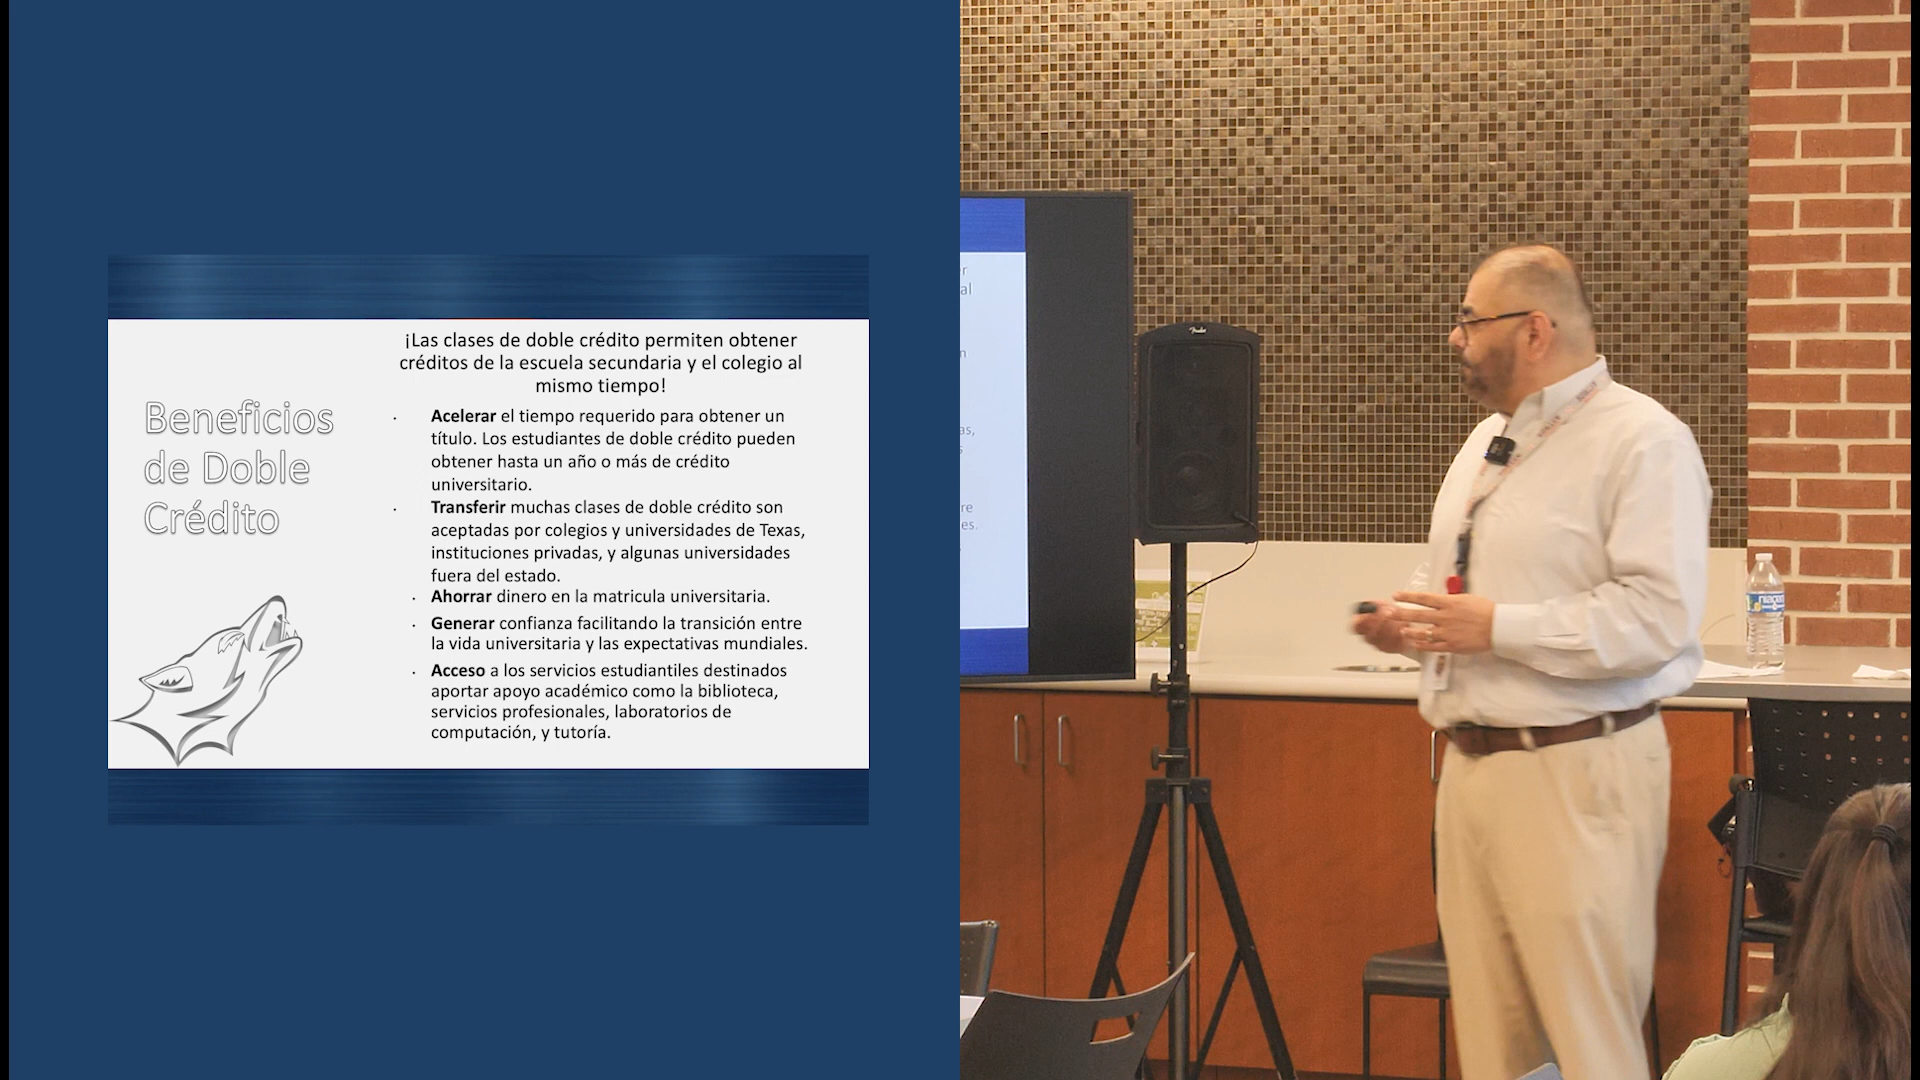 Beneficios
de Doble
Crédito
¡Las clases de doble crédito permiten obtener
créditos de la escuela secundaria y el colegio al
mismo tiempo!
· Acelerar el tiempo requerido para obtener un
título. Los estudiantes de doble crédito pueden
obtener hasta un año o más de crédito
universitario.
· Transferir muchas clases de doble crédito son
aceptadas por colegios y universidades de Texas,
instituciones privadas, y algunas universidades
fuera del estado.
· Ahorrar dinero en la matricula universitaria.
· Generar confianza facilitando la transición entre
la vida universitaria y las expectativas mundiales.
· Acceso a los servicios estudiantiles destinados
aportar apoyo académico como la biblioteca,
servicios profesionales, laboratorios de
computación, y tutoría.
Fender